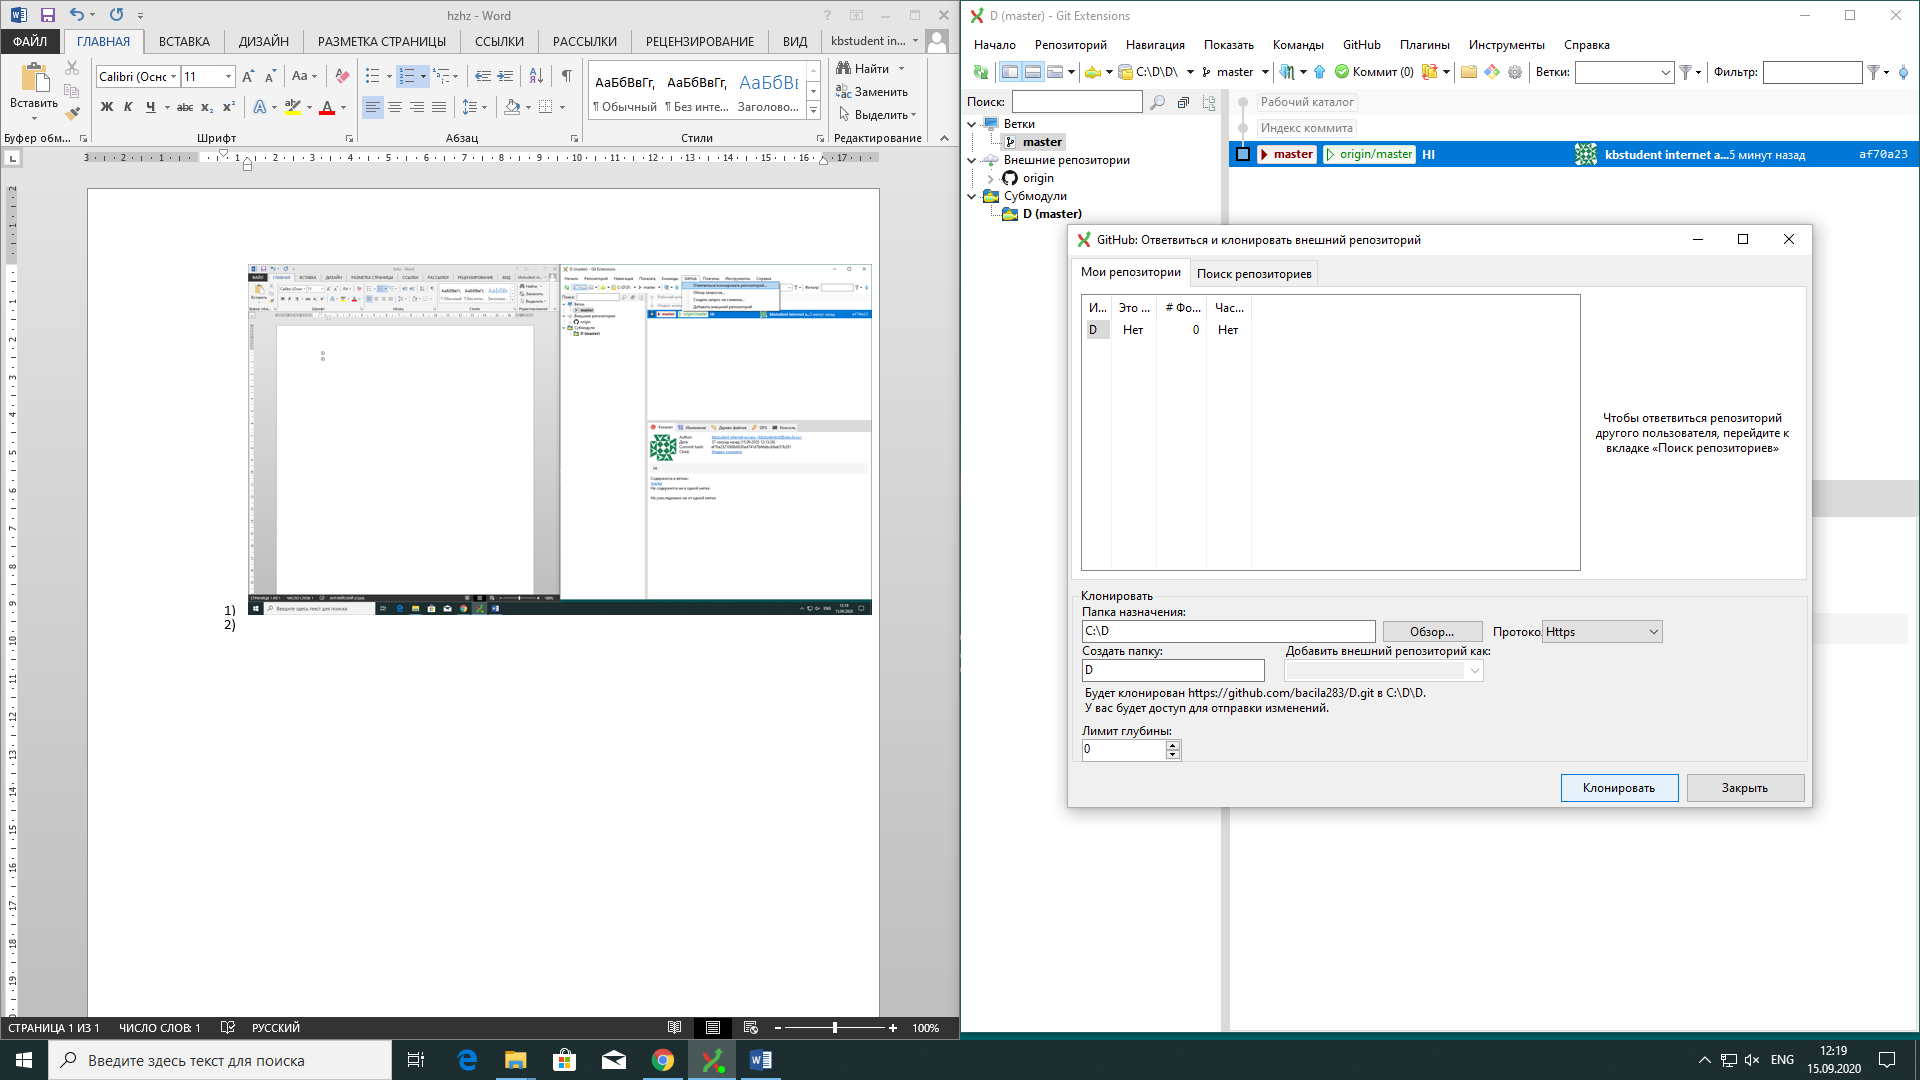 hzhz - Word
ФАЙЛ
ГЛАВНАЯ
ВСТАВКА
ДИЗАЙН
РАЗМЕТКА СТРАНИЦЫ
ССЫЛКИ
РАССЫЛКИ
РЕЦЕНЗИРОВАНИЕ
ВИД
kbstudent in...
Вставить
Calibri (Оснс
11
Aa
Ж К Ч abc x₂ x²
АаБбВвГг,
АаБбВвГг,
АаБбВвІ
¶ Обычный
¶ Без инте...
Заголово...
Найти
Заменить
Выделить
Буфер обм...
Шрифт
Абзац
Стили
Редактирование
1)
2)
СТРАНИЦА 1 ИЗ 1
ЧИСЛО СЛОВ: 1
РУССКИЙ
100%
D (master) - Git Extensions
Начало
Репозиторий
Навигация
Показать
Команды
GitHub
Плагины
Инструменты
Справка
C:\D\D\
master
Коммит (0)
Ветки:
Фильтр:
Поиск:
Ветки
master
Внешние репозитории
origin
Субмодули
D (master)
Рабочий каталог
Индекс коммита
master
origin/master
HI
kbstudent internet a...
5 минут назад
af70a23
GitHub: Ответвиться и клонировать внешний репозиторий
Мои репозитории
Поиск репозиториев
И...
Это ...
# Фо...
Час...
D
Нет
0
Нет
Чтобы ответвиться репозиторий
другого пользователя, перейдите к
вкладке «Поиск репозиториев»
Клонировать
Папка назначения:
C:\D
Обзор...
Протоко.
Https
Создать папку:
Добавить внешний репозиторий как:
D
Будет клонирован https://github.com/bacila283/D.git в C:\D\D.
У вас будет доступ для отправки изменений.
Лимит глубины:
0
Клонировать
Закрыть
Введите здесь текст для поиска
ENG
12:19
15.09.2020